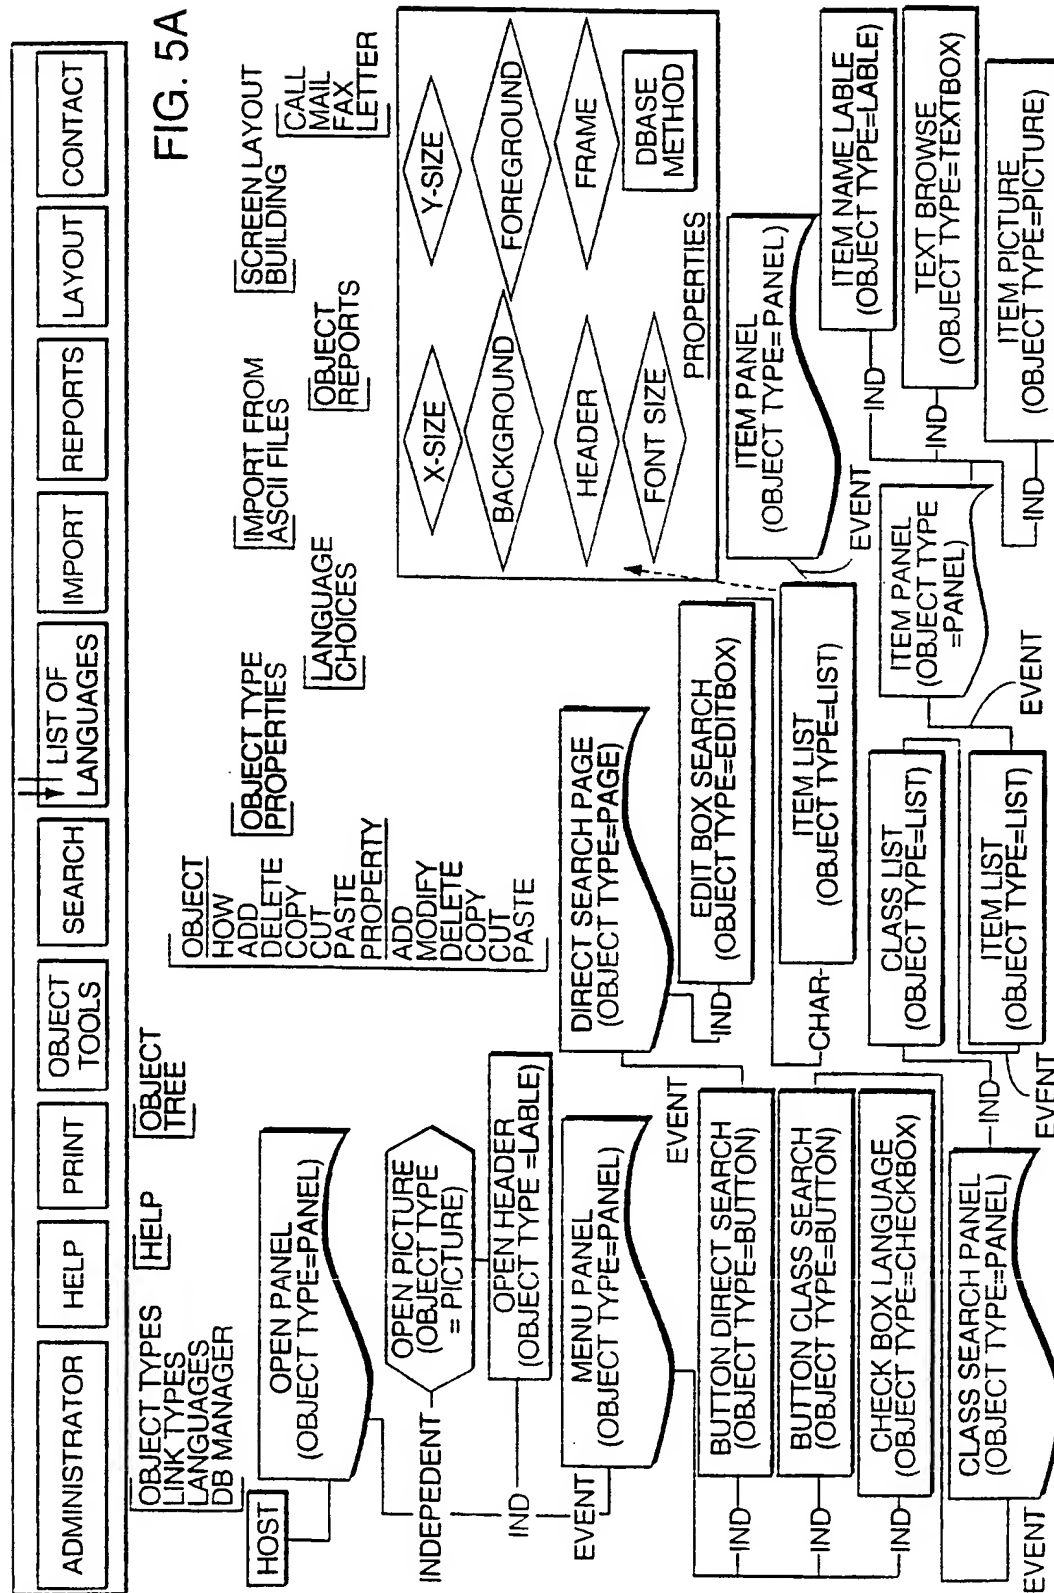 FIG. 5A
ADMINISTRATOR
HELP
PRINT
OBJECT
TOOLS
SEARCH
LIST OF
LANGUAGES
IMPORT
REPORTS
LAYOUT
CONTACT
OBJECT TYPES
LINK TYPES
LANGUAGES
DB MANAGER
HELP
OBJECT
TREE
OBJECT
HOW
ADD
DELETE
COPY
CUT
PASTE
PROPERTY
ADD
MODIFY
DELETE
COPY
CUT
PASTE
OBJECT TYPE
PROPERTIES
LANGUAGE
CHOICES
IMPORT FROM
ASCII FILES
OBJECT
REPORTS
SCREEN LAYOUT
BUILDING
CALL
MAIL
FAX
LETTER
HOST
OPEN PANEL
(OBJECT TYPE=PANEL)
INDEPEDENT
OPEN PICTURE
(OBJECT TYPE
= PICTURE)
IND
OPEN HEADER
(OBJECT TYPE =LABLE)
EVENT
MENU PANEL
(OBJECT TYPE=PANEL)
IND
BUTTON DIRECT SEARCH
(OBJECT TYPE=BUTTON)
EVENT
IND
BUTTON CLASS SEARCH
(OBJECT TYPE=BUTTON)
IND
CHECK BOX LANGUAGE
(OBJECT TYPE=CHECKBOX)
EVENT
CLASS SEARCH PANEL
(OBJECT TYPE=PANEL)
DIRECT SEARCH PAGE
(OBJECT TYPE=PAGE)
IND
EDIT BOX SEARCH
(OBJECT TYPE=EDITBOX)
CHAR
ITEM LIST
(OBJECT TYPE=LIST)
IND
CLASS LIST
(OBJECT TYPE=LIST)
EVENT
ITEM LIST
(OBJECT TYPE=LIST)
X-SIZE
Y-SIZE
BACKGROUND
FOREGROUND
HEADER
FRAME
FONT SIZE
DBASE
METHOD
PROPERTIES
EVENT
ITEM PANEL
(OBJECT TYPE=PANEL)
EVENT
ITEM PANEL
(OBJECT TYPE
=PANEL)
IND
ITEM NAME LABLE
(OBJECT TYPE=LABLE)
IND
TEXT BROWSE
(OBJECT TYPE=TEXTBOX)
IND
ITEM PICTURE
(OBJECT TYPE=PICTURE)